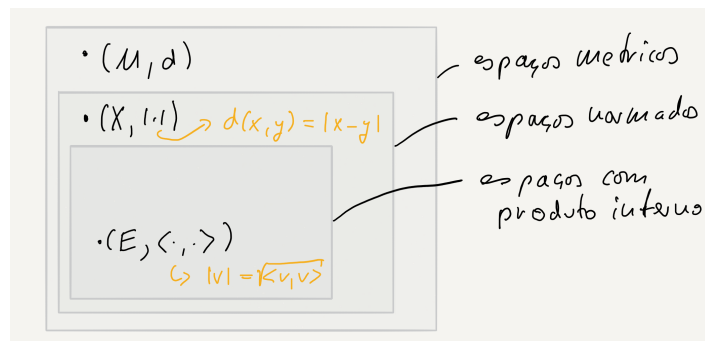 • (M, d)
espaços metricos
• (X, |·|) ↪ d(x, y) = |x-y|
espaços normado
espaços com
produto interno
• (E, <·,·>)
↪ |v| = √<v, v>